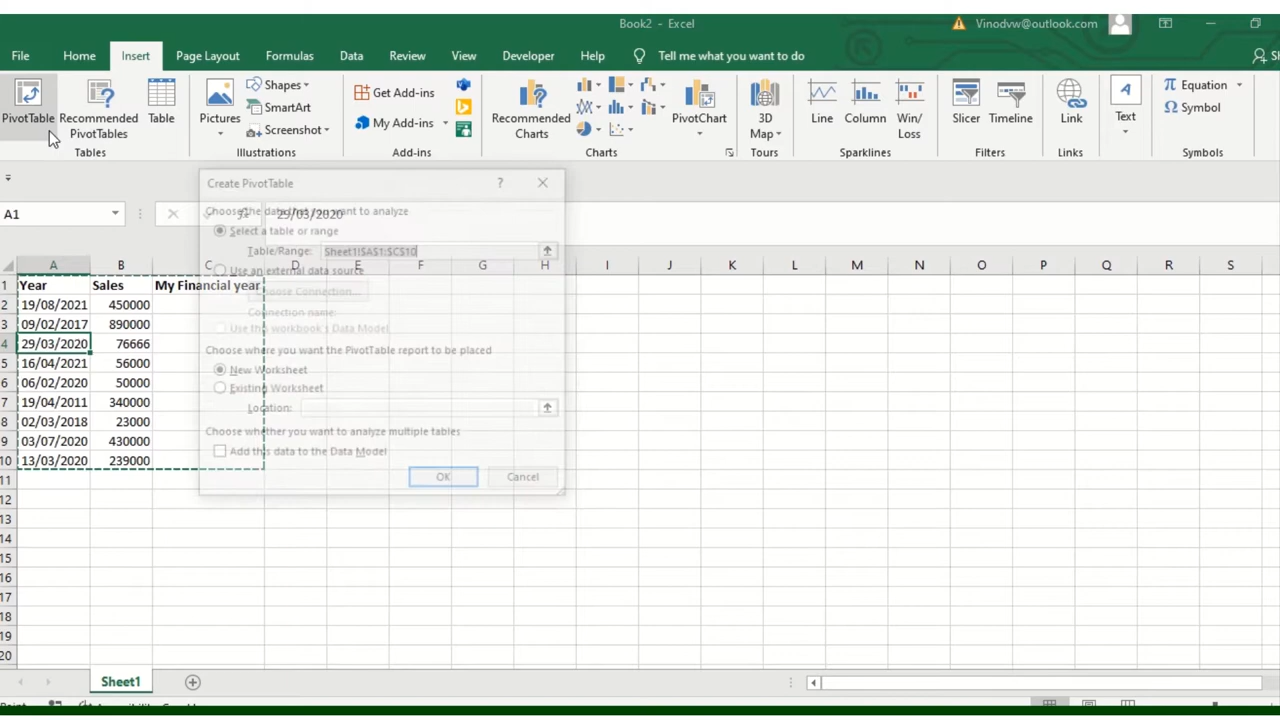 Book2 - Excel
Vinodvw@outlook.com
File Home Insert Page Layout Formulas Data Review View Developer Help Tell me what you want to do
PivotTable
Recommended PivotTables
Table
Tables
Pictures
Shapes
SmartArt
Screenshot
Illustrations
Get Add-ins
My Add-ins
Add-ins
Recommended Charts
PivotChart
Charts
3D Map
Tours
Line
Column
Win/Loss
Sparklines
Slicer
Timeline
Filters
Link
Links
Text
Equation
Symbol
Symbols
A1
29/03/2020
Create PivotTable
?
Choose the data that you want to analyze
Select a table or range
Table/Range: Sheet1!$A$1:$C$10
Use an external data source
Choose Connection...
Connection name:
Use this workbook's Data Model
Choose where you want the PivotTable report to be placed
New Worksheet
Existing Worksheet
Location:
Choose whether you want to analyze multiple tables
Add this data to the Data Model
OK Cancel
A B C D E F G H I J K L M N O P Q R S
1 Year Sales My Financial year
2 19/08/2021 450000
3 09/02/2017 890000
4 29/03/2020 76666
5 16/04/2021 56000
6 06/02/2020 50000
7 19/04/2011 340000
8 02/03/2018 23000
9 03/07/2020 430000
10 13/03/2020 239000
11
12
13
14
15
16
17
18
19
20
Sheet1